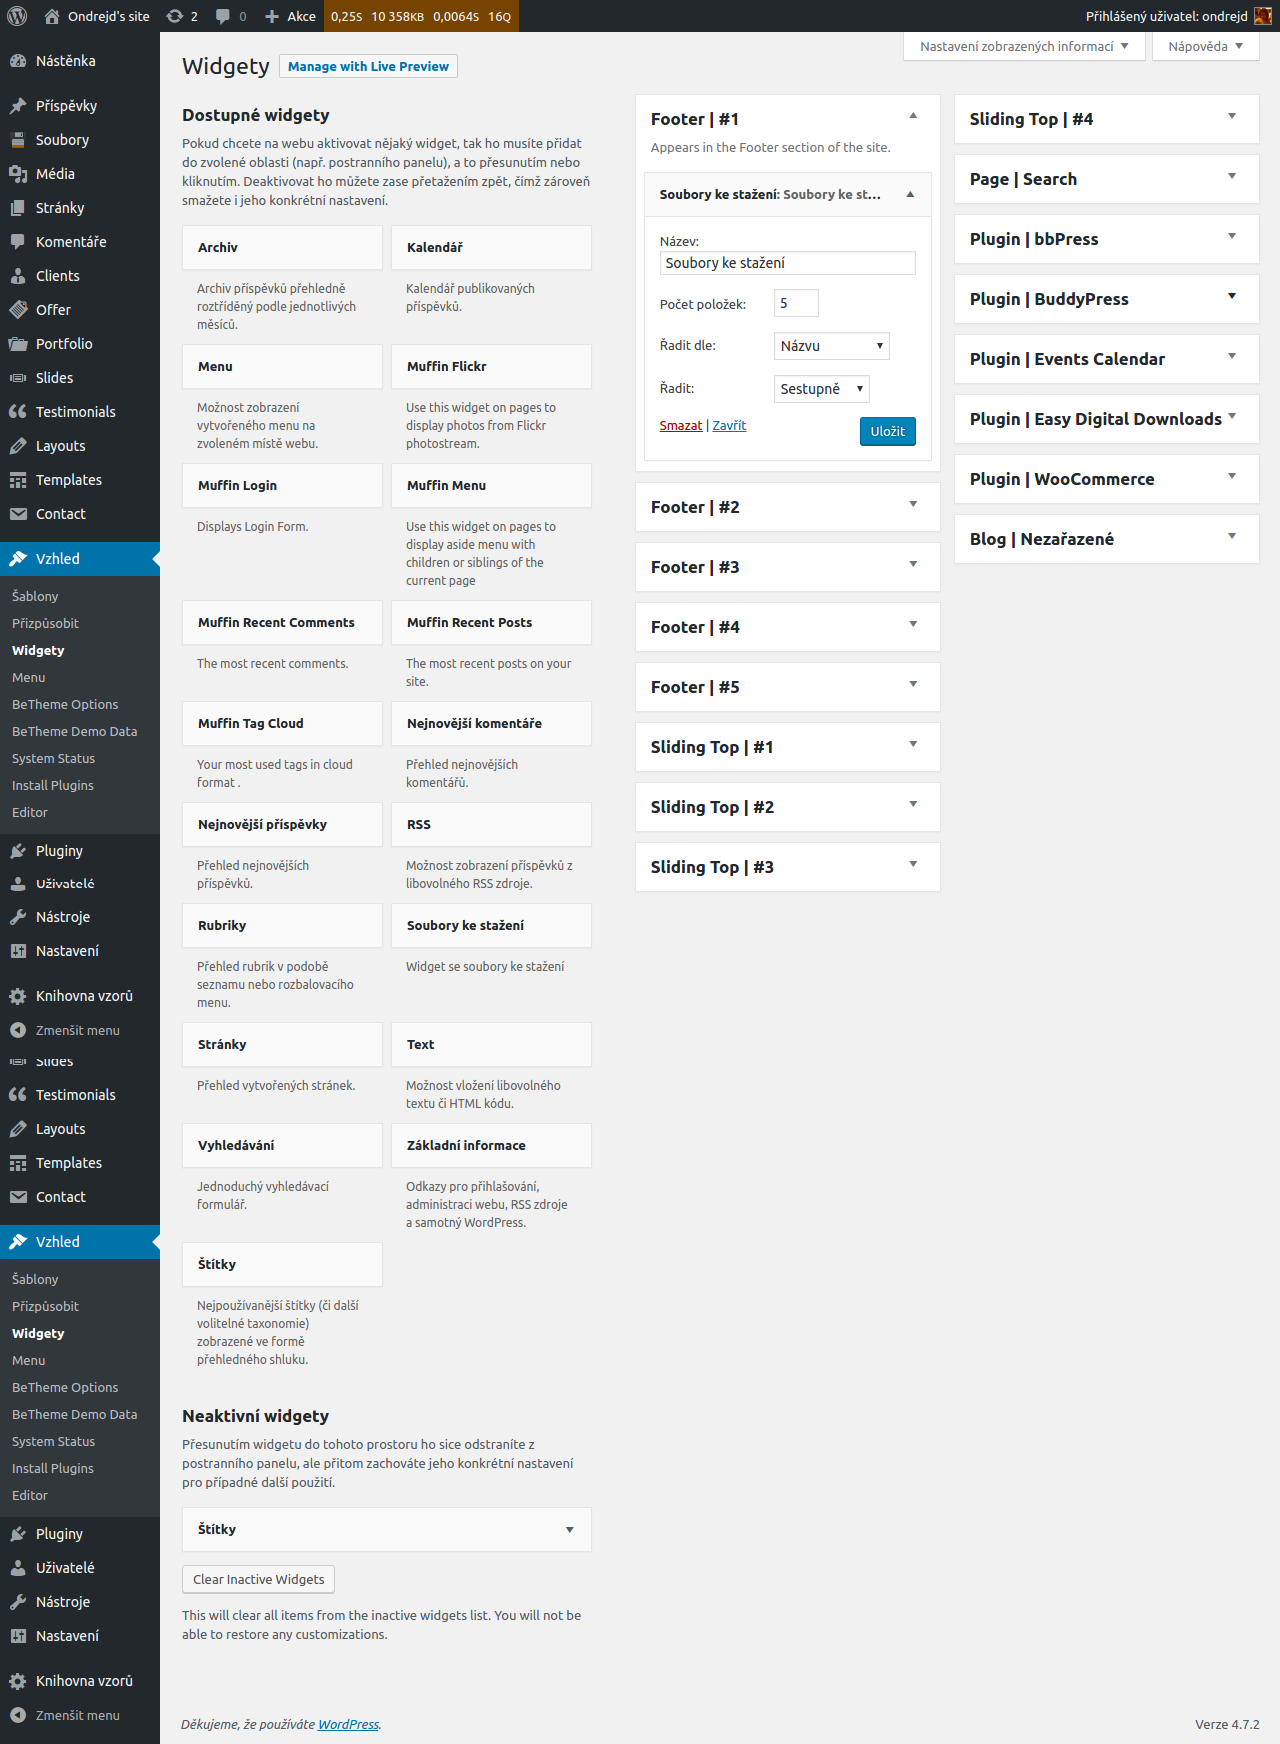 Ondrejd's site 2 0 Akce 0,25S 10 358KB 0,0064S 16Q Přihlášený uživatel: ondrejd
Nastavení zobrazených informací Nápověda
Widgety Manage with Live Preview
Nástěnka
Příspěvky
Soubory
Média
Stránky
Komentáře
Clients
Offer
Portfolio
Slides
Testimonials
Layouts
Templates
Contact
Vzhled
Šablony
Přizpůsobit
Widgety
Menu
BeTheme Options
BeTheme Demo Data
System Status
Install Plugins
Editor
Pluginy
Uživatelé
Nástroje
Nastavení
Knihovna vzorů
Zmenšit menu
Slides
Testimonials
Layouts
Templates
Contact
Vzhled
Šablony
Přizpůsobit
Widgety
Menu
BeTheme Options
BeTheme Demo Data
System Status
Install Plugins
Editor
Pluginy
Uživatelé
Nástroje
Nastavení
Knihovna vzorů
Zmenšit menu
Dostupné widgety
Pokud chcete na webu aktivovat nějaký widget, tak ho musíte přidat
do zvolené oblasti (např. postranního panelu), a to přesunutím nebo
kliknutím. Deaktivovat ho můžete zase přetažením zpět, čímž zároveň
smažete i jeho konkrétní nastavení.
Archiv
Archiv příspěvků přehledně
roztříděný podle jednotlivých
měsíců.
Kalendář
Kalendář publikovaných
příspěvků.
Menu
Možnost zobrazení
vytvořeného menu na
zvoleném místě webu.
Muffin Flickr
Use this widget on pages to
display photos from Flickr
photostream.
Muffin Login
Displays Login Form.
Muffin Menu
Use this widget on pages to
display aside menu with
children or siblings of the
current page
Muffin Recent Comments
The most recent comments.
Muffin Recent Posts
The most recent posts on your
site.
Muffin Tag Cloud
Your most used tags in cloud
format .
Nejnovější komentáře
Přehled nejnovějších
komentářů.
Nejnovější příspěvky
Přehled nejnovějších
příspěvků.
RSS
Možnost zobrazení příspěvků z
libovolného RSS zdroje.
Rubriky
Přehled rubrik v podobě
seznamu nebo rozbalovacího
menu.
Soubory ke stažení
Widget se soubory ke stažení
Stránky
Přehled vytvořených stránek.
Text
Možnost vložení libovolného
textu či HTML kódu.
Vyhledávání
Jednoduchý vyhledávací
formulář.
Základní informace
Odkazy pro přihlašování,
administraci webu, RSS zdroje
a samotný WordPress.
Štítky
Nejpoužívanější štítky (či další
volitelné taxonomie)
zobrazené ve formě
přehledného shluku.
Neaktivní widgety
Přesunutím widgetu do tohoto prostoru ho sice odstraníte z
postranního panelu, ale přitom zachováte jeho konkrétní nastavení
pro případné další použití.
Štítky
Clear Inactive Widgets
This will clear all items from the inactive widgets list. You will not be
able to restore any customizations.
Footer | #1
Appears in the Footer section of the site.
Soubory ke stažení: Soubory ke st...
Název:
Soubory ke stažení
Počet položek: 5
Řadit dle: Názvu
Řadit: Sestupně
Smazat | Zavřít Uložit
Footer | #2
Footer | #3
Footer | #4
Footer | #5
Sliding Top | #1
Sliding Top | #2
Sliding Top | #3
Sliding Top | #4
Page | Search
Plugin | bbPress
Plugin | BuddyPress
Plugin | Events Calendar
Plugin | Easy Digital Downloads
Plugin | WooCommerce
Blog | Nezařazené
Děkujeme, že používáte WordPress. Verze 4.7.2